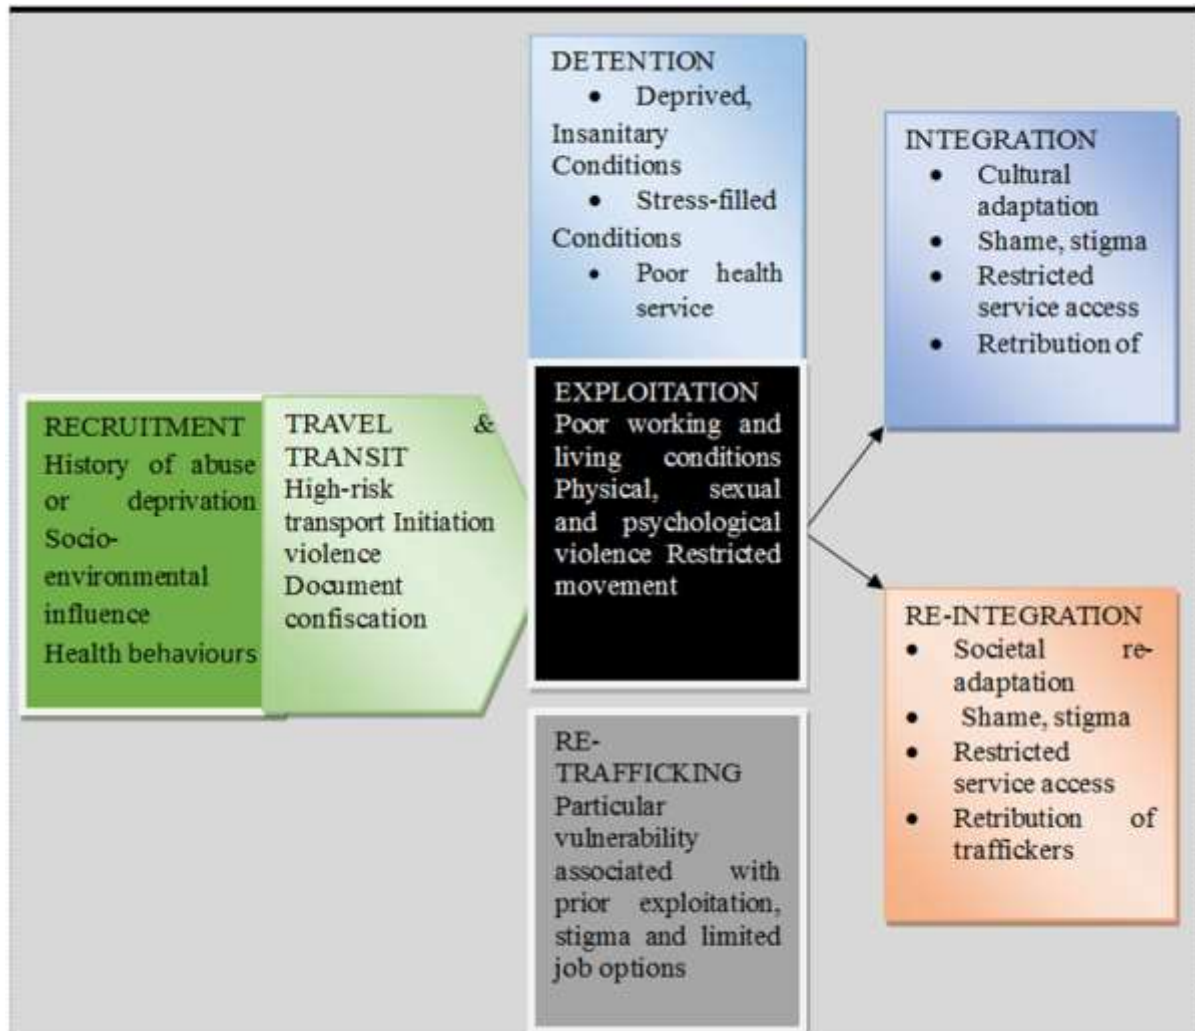 DETENTION
• Deprived,
Insanitary
Conditions
• Stress-filled
Conditions
• Poor health
service
INTEGRATION
• Cultural
adaptation
• Shame, stigma
• Restricted
service access
• Retribution of
RECRUITMENT
History of abuse
or deprivation
Socio-
environmental
influence
Health behaviours
TRAVEL &
TRANSIT
High-risk
transport Initiation
violence
Document
confiscation
EXPLOITATION
Poor working and
living conditions
Physical, sexual
and psychological
violence Restricted
movement
RE-INTEGRATION
• Societal re-
adaptation
• Shame, stigma
• Restricted
service access
• Retribution of
traffickers
RE-
TRAFFICKING
Particular
vulnerability
associated with
prior exploitation,
stigma and limited
job options